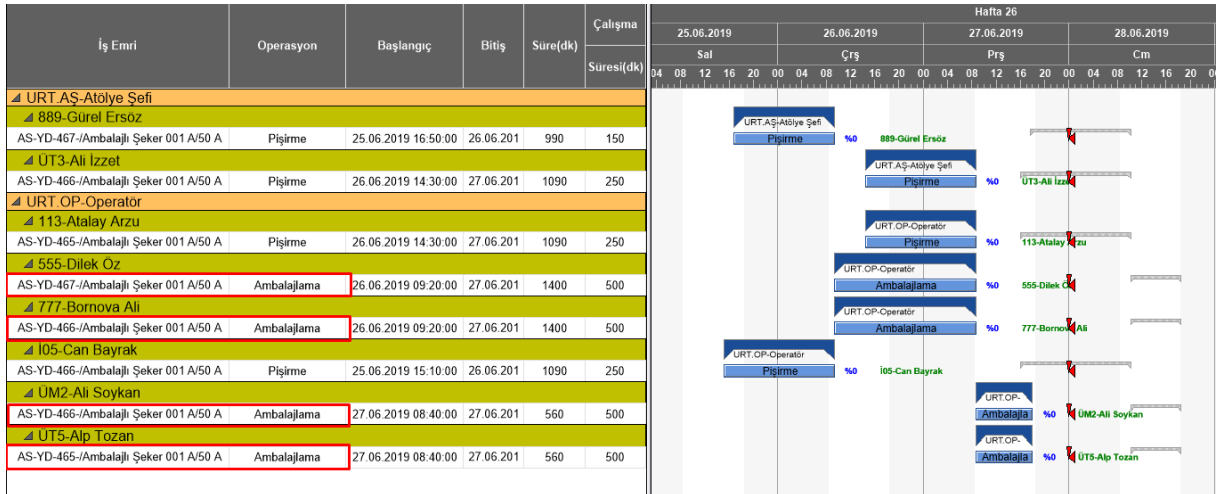 İş Emri Operasyon Başlangıç Bitiş Süre(dk) Çalışma Süresi(dk)
Hafta 26
25.06.2019 26.06.2019 27.06.2019 28.06.2019
Sal Çrş Prş Cm
04 08 12 16 20 00 04 08 12 16 20 00 04 08 12 16 20 00 04 08 12 16 20 00
URT.AŞ-Atölye Şefi
889-Gürel Ersöz
URT.AŞ-Atölye Şefi
AS-YD-467-/Ambalajlı Şeker 001 A/50 A Pişirme 25.06.2019 16:50:00 26.06.201 990 150 Pişirme %0 889-Gürel Ersöz
ÜT3-Ali İzzet
URT.AŞ-Atölye Şefi
AS-YD-466-/Ambalajlı Şeker 001 A/50 A Pişirme 26.06.2019 14:30:00 27.06.201 1090 250 Pişirme %0 ÜT3-Ali İzzet
URT.OP-Operatör
113-Atalay Arzu
URT.OP-Operatör
AS-YD-465-/Ambalajlı Şeker 001 A/50 A Pişirme 26.06.2019 14:30:00 27.06.201 1090 250 Pişirme %0 113-Atalay Arzu
555-Dilek Öz
URT.OP-Operatör
AS-YD-467-/Ambalajlı Şeker 001 A/50 A Ambalajlama 26.06.2019 09:20:00 27.06.201 1400 500 Ambalajlama %0 555-Dilek Öz
777-Bornova Ali
URT.OP-Operatör
AS-YD-466-/Ambalajlı Şeker 001 A/50 A Ambalajlama 26.06.2019 09:20:00 27.06.201 1400 500 Ambalajlama %0 777-Bornova Ali
İ05-Can Bayrak
URT.OP-Operatör
AS-YD-466-/Ambalajlı Şeker 001 A/50 A Pişirme 25.06.2019 15:10:00 26.06.201 1090 250 Pişirme %0 İ05-Can Bayrak
ÜM2-Ali Soykan
URT.OP-
AS-YD-466-/Ambalajlı Şeker 001 A/50 A Ambalajlama 27.06.2019 08:40:00 27.06.201 560 500 Ambalajla %0 ÜM2-Ali Soykan
ÜT5-Alp Tozan
URT.OP-
AS-YD-465-/Ambalajlı Şeker 001 A/50 A Ambalajlama 27.06.2019 08:40:00 27.06.201 560 500 Ambalajla %0 ÜT5-Alp Tozan